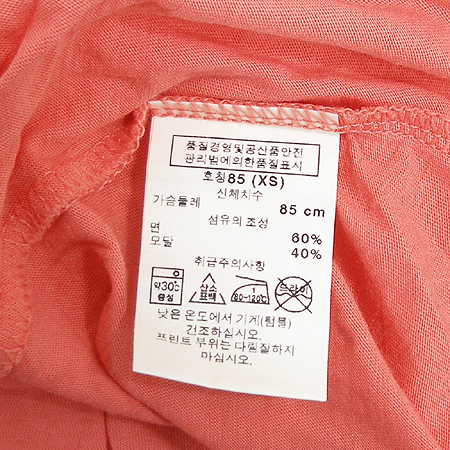 품질경영및공산품안전
관리법에의한품질표시
호칭85 (XS)
신체치수
가슴둘레 85 cm
섬유의 조성
면 60%
모달 40%
취급주의사항
약30℃ 중성
산소 표백
1 80~120℃
드라이
낮은 온도에서 기계(텀블)
건조하십시오.
프린트 부위는 다림질하지
마십시오.